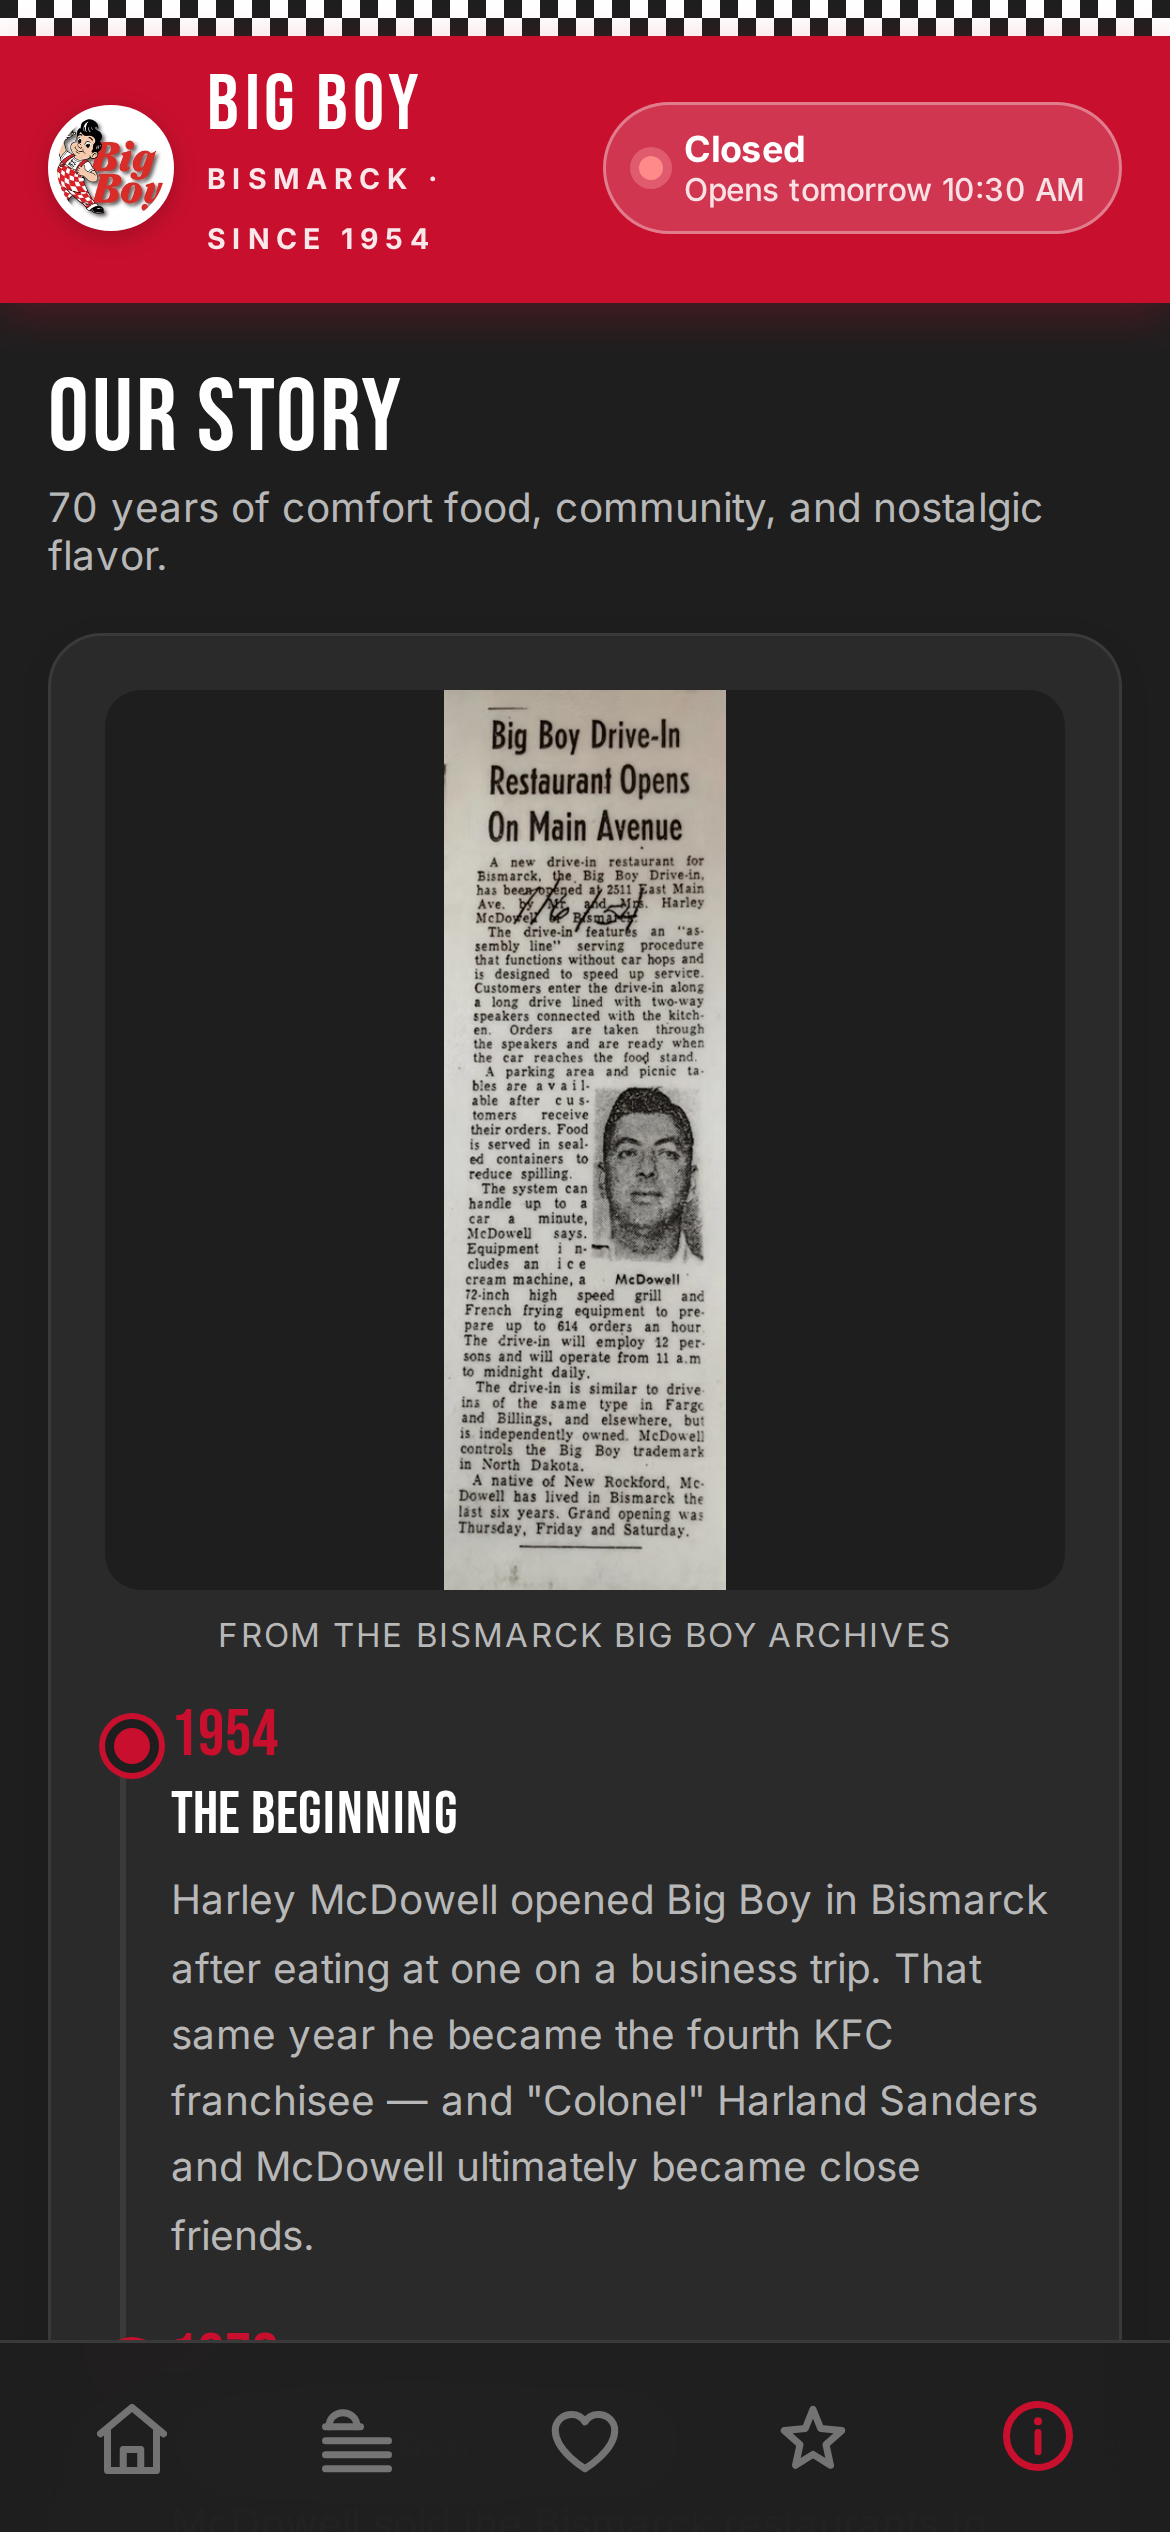 BIG BOY
BISMARCK ·
SINCE 1954
Big
Boy
Closed
Opens tomorrow 10:30 AM
OUR STORY
70 years of comfort food, community, and nostalgic
flavor.
Big Boy Drive-In
Restaurant Opens
On Main Avenue
A new drive-in restaurant for
Bismarck, the Big Boy Drive-in,
has been opened at 2511 East Main
Ave. by Mr. and Mrs. Harley
McDowell of Bismarck.
The drive-in features an "as-
sembly line" serving procedure
that functions without car hops and
is designed to speed up service.
Customers enter the drive-in along
a long drive lined with two-way
speakers connected with the kitch-
en. Orders are taken through
the speakers and are ready when
the car reaches the food stand.
A parking area and picnic ta-
bles are avail-
able after cus-
tomers receive
their orders. Food
is served in seal-
ed containers to
reduce spilling.
The system can
handle up to a
car a minute,
McDowell says.
Equipment in-
cludes an ice
cream machine, a
McDowell
72-inch high speed grill and
French frying equipment to pre-
pare up to 614 orders an hour.
The drive-in will employ 12 per-
sons and will operate from 11 a.m
to midnight daily.
The drive-in is similar to drive-
ins of the same type in Fargo
and Billings, and elsewhere, but
is independently owned. McDowell
controls the Big Boy trademark
in North Dakota.
A native of New Rockford, Mc-
Dowell has lived in Bismarck the
last six years. Grand opening was
Thursday, Friday and Saturday.
FROM THE BISMARCK BIG BOY ARCHIVES
1954
THE BEGINNING
Harley McDowell opened Big Boy in Bismarck
after eating at one on a business trip. That
same year he became the fourth KFC
franchisee — and "Colonel" Harland Sanders
and McDowell ultimately became close
friends.
McDowell sold the Bismarck restaurants to